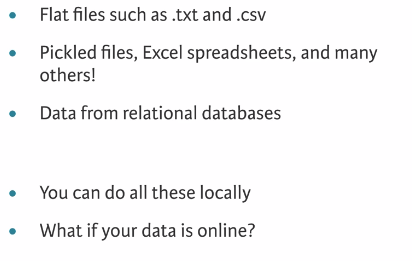 • Flat files such as .txt and .csv
• Pickled files, Excel spreadsheets, and many
others!
• Data from relational databases
• You can do all these locally
• What if your data is online?